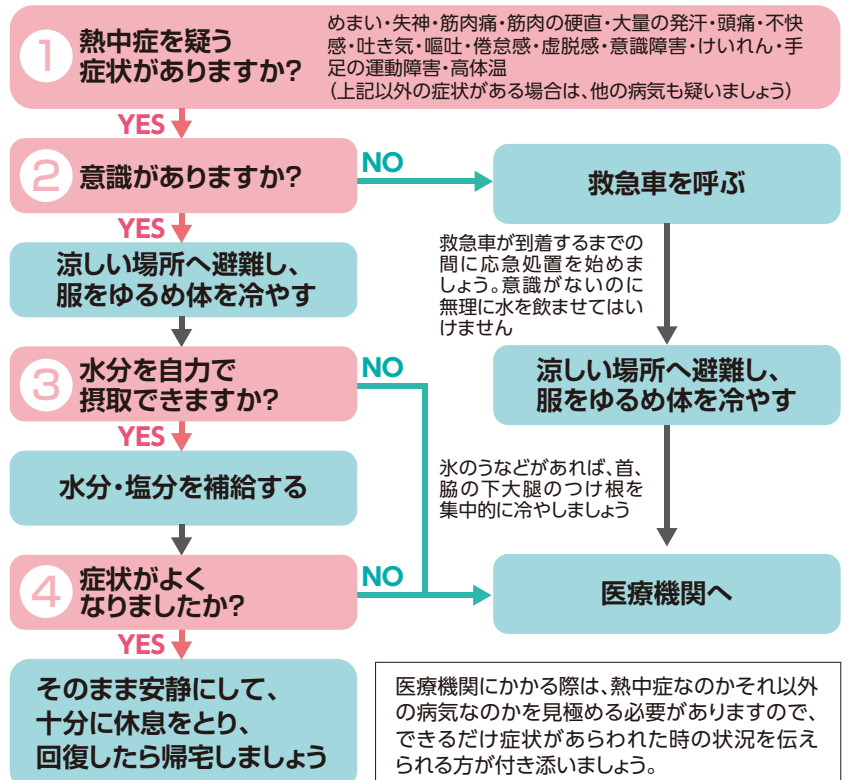 1
熱中症を疑う
症状がありますか?
めまい・失神・筋肉痛・筋肉の硬直・大量の発汗・頭痛・不快
感・吐き気・嘔吐・倦怠感・虚脱感・意識障害・けいれん・手
足の運動障害・高体温
(上記以外の症状がある場合は、他の病気も疑いましょう)
YES
2
意識がありますか?
NO
救急車を呼ぶ
YES
涼しい場所へ避難し、
服をゆるめ体を冷やす
救急車が到着するまでの
間に応急処置を始めま
しょう。意識がないのに
無理に水を飲ませてはい
けません
3
水分を自力で
摂取できますか?
NO
涼しい場所へ避難し、
服をゆるめ体を冷やす
YES
水分・塩分を補給する
氷のうなどがあれば、首、
脇の下大腿のつけ根を
集中的に冷やしましょう
4
症状がよく
なりましたか?
NO
医療機関へ
YES
そのまま安静にして、
十分に休息をとり、
回復したら帰宅しましょう
医療機関にかかる際は、熱中症なのかそれ以外
の病気なのかを見極める必要がありますので、
できるだけ症状があらわれた時の状況を伝え
られる方が付き添いましょう。